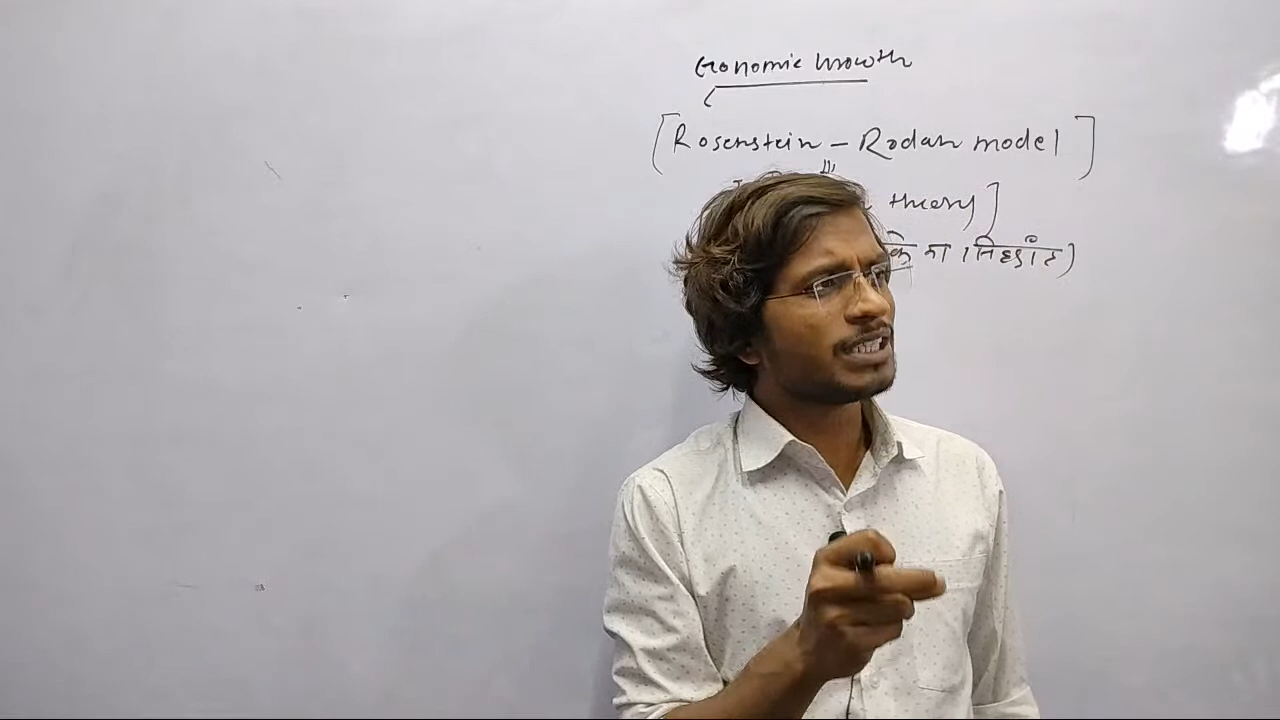 Economic Growth
[Rosenstein - Rodan model]
theory]
का सिद्धांत)